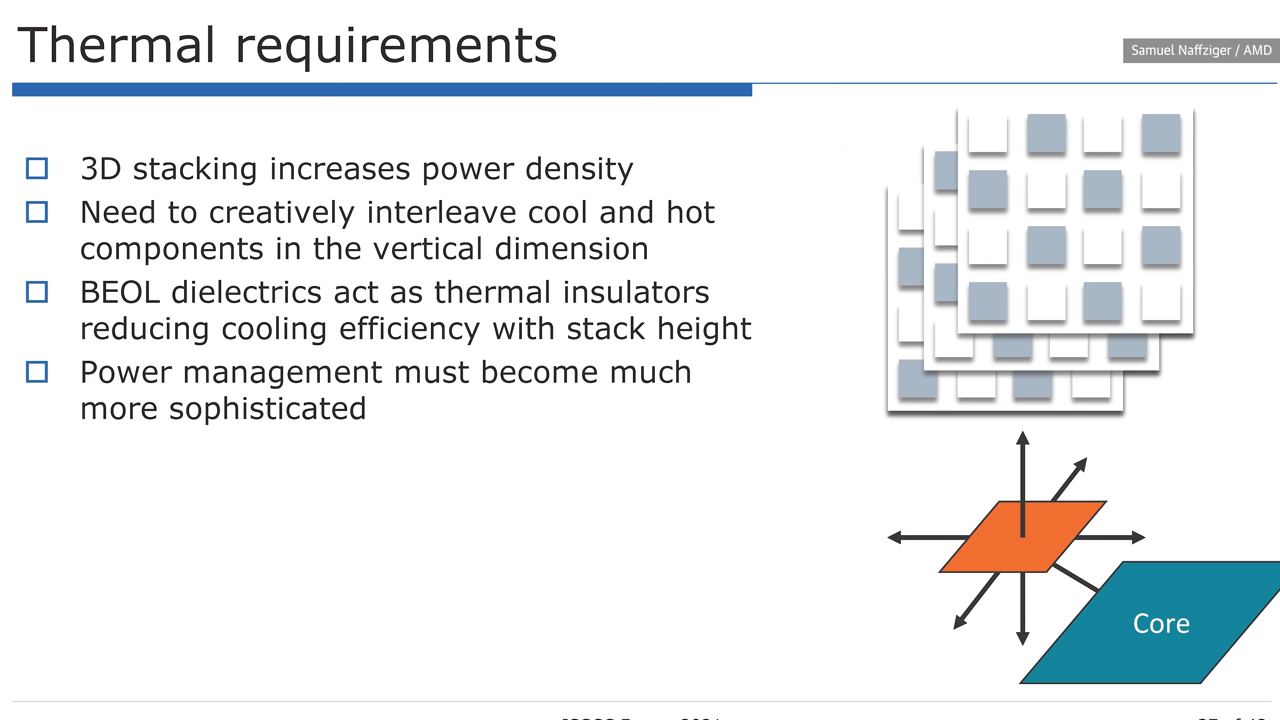 Thermal requirements
Samuel Naffziger / AMD
3D stacking increases power density
Need to creatively interleave cool and hot
components in the vertical dimension
BEOL dielectrics act as thermal insulators
reducing cooling efficiency with stack height
Power management must become much
more sophisticated
Core